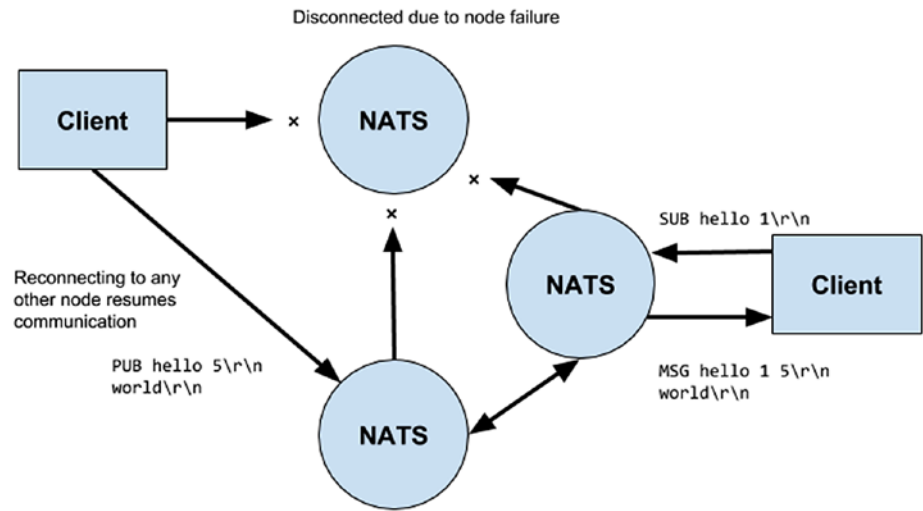 Disconnected due to node failure
Client
NATS
×
×
×
SUB hello 1\r\n
NATS
Client
Reconnecting to any
other node resumes
communication
PUB hello 5\r\n
world\r\n
MSG hello 1 5\r\n
world\r\n
NATS